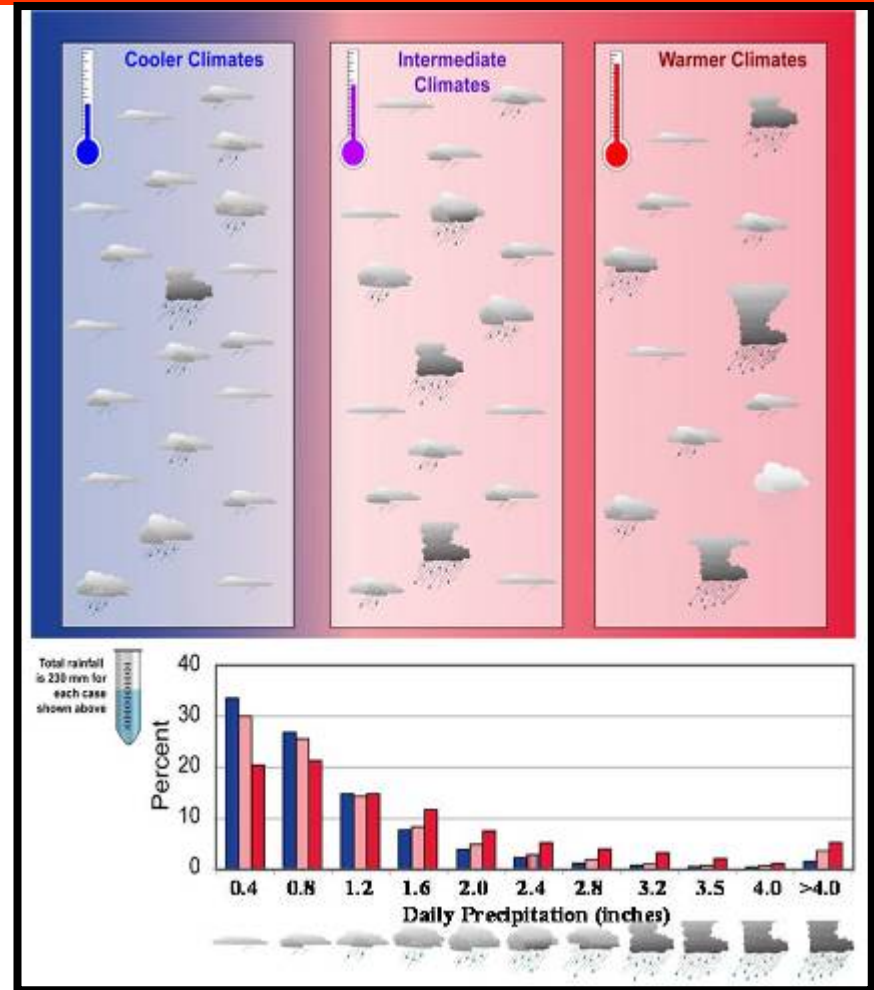 Cooler Climates
Intermediate
Climates
Warmer Climates
Total rainfall
is 230 mm for
each case
shown above
Percent
40
30
20
10
0
0.4 0.8 1.2 1.6 2.0 2.4 2.8 3.2 3.5 4.0 >4.0
Daily Precipitation (inches)